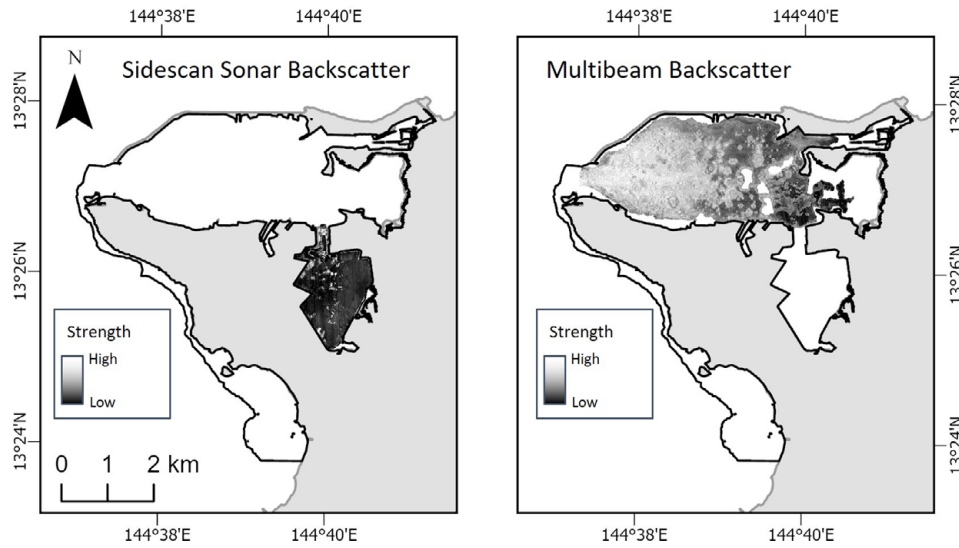 144°38'E 144°40'E 144°38'E 144°40'E
Sidescan Sonar Backscatter
N
13°28'N
13°26'N
13°24'N
Strength
High
Low
0 1 2 km
144°38'E 144°40'E
Multibeam Backscatter
13°28'N
13°26'N
13°24'N
Strength
High
Low
144°38'E 144°40'E